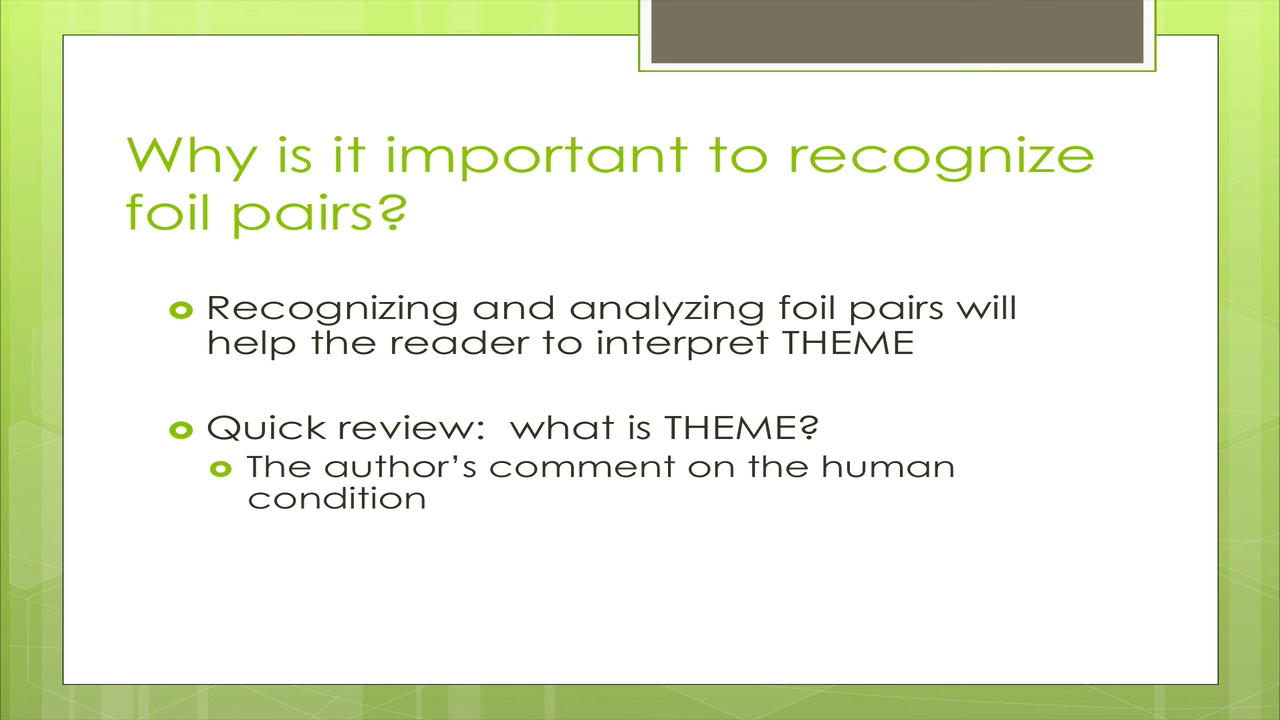 Why is it important to recognize
foil pairs?
Recognizing and analyzing foil pairs will
help the reader to interpret THEME
Quick review:  what is THEME?
The author’s comment on the human
condition